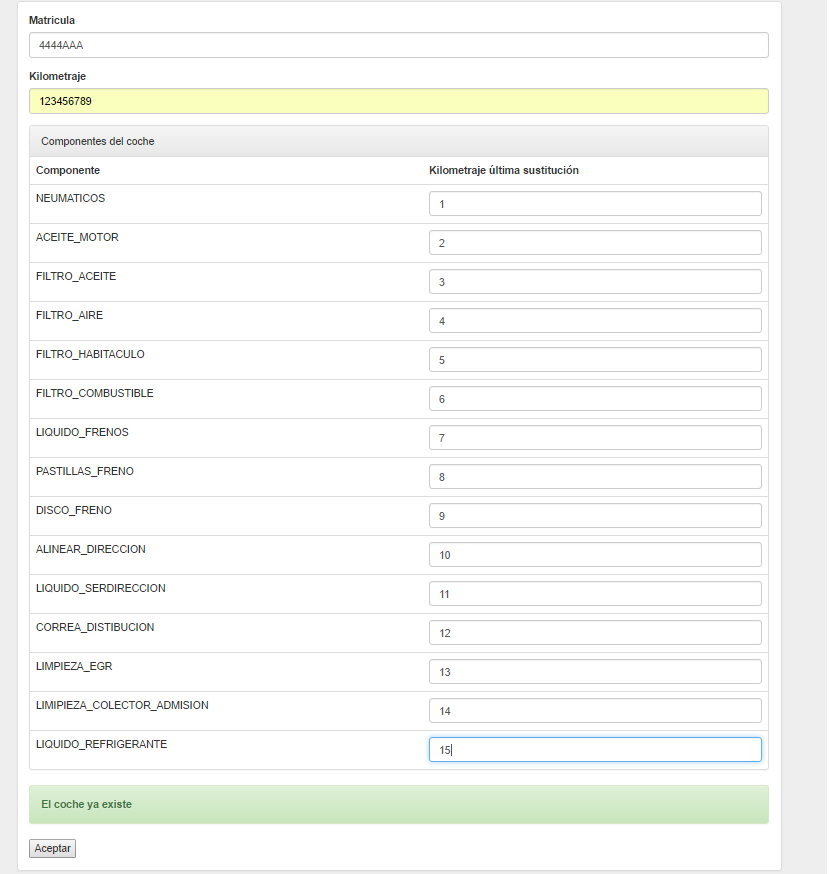 Matricula
4444AAA
Kilometraje
123456789
Componentes del coche
Componente Kilometraje última sustitución
NEUMATICOS 1
ACEITE_MOTOR 2
FILTRO_ACEITE 3
FILTRO_AIRE 4
FILTRO_HABITACULO 5
FILTRO_COMBUSTIBLE 6
LIQUIDO_FRENOS 7
PASTILLAS_FRENO 8
DISCO_FRENO 9
ALINEAR_DIRECCION 10
LIQUIDO_SERDIRECCION 11
CORREA_DISTIBUCION 12
LIMPIEZA_EGR 13
LIMIPIEZA_COLECTOR_ADMISION 14
LIQUIDO_REFRIGERANTE 15
El coche ya existe
Aceptar